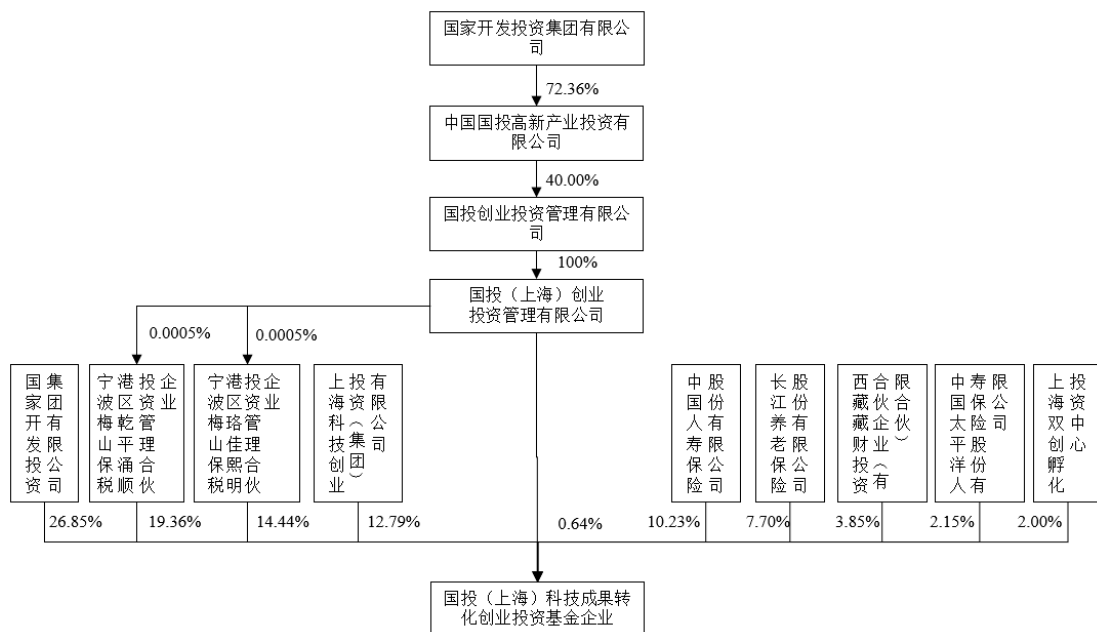 国家开发投资集团有限公
司
72.36%
中国国投高新产业投资有
限公司
40.00%
国投创业投资管理有限公
司
100%
国投（上海）创业
投资管理有限公司
0.0005%
0.0005%
国家开发投资
集团有限公司
宁波梅山保税
港区乾平涌顺
投资管理合伙
企业
宁波梅山保税
港区珞佳熙明
投资管理合伙
企业
上海科技创业
投资（集团）
有限公司
中国人寿保险
股份有限公司
长江养老保险
股份有限公司
西藏藏财投资
合伙企业（有
限合伙）
中国太平洋人
寿保险股份有
限公司
上海双创孵化
投资中心
26.85%
19.36%
14.44%
12.79%
0.64%
10.23%
7.70%
3.85%
2.15%
2.00%
国投（上海）科技成果转
化创业投资基金企业